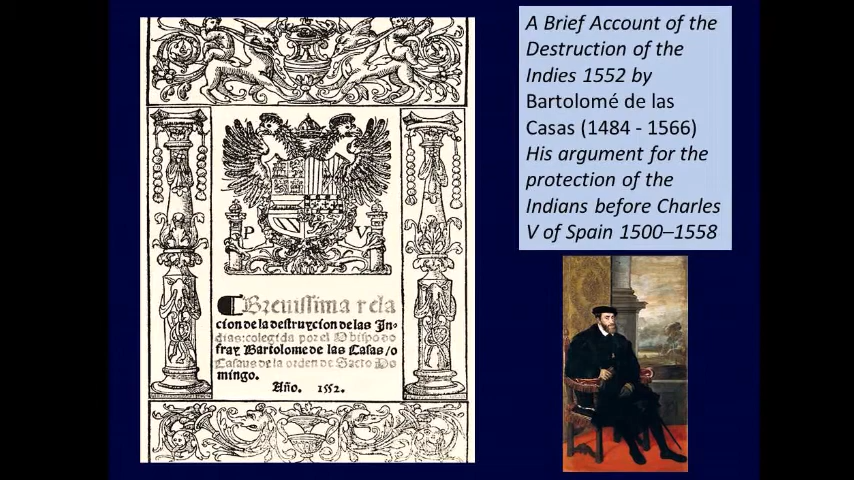 P V
Breuissima rela
cion de la destruycion de las In-
dias: colegida por el Obispo do
fray Bartolome de las Casas / o
Casaus de la orden de Sacto Do
mingo.
Año. 1552.
A Brief Account of the
Destruction of the
Indies 1552 by
Bartolomé de las
Casas (1484 - 1566)
His argument for the
protection of the
Indians before Charles
V of Spain 1500–1558